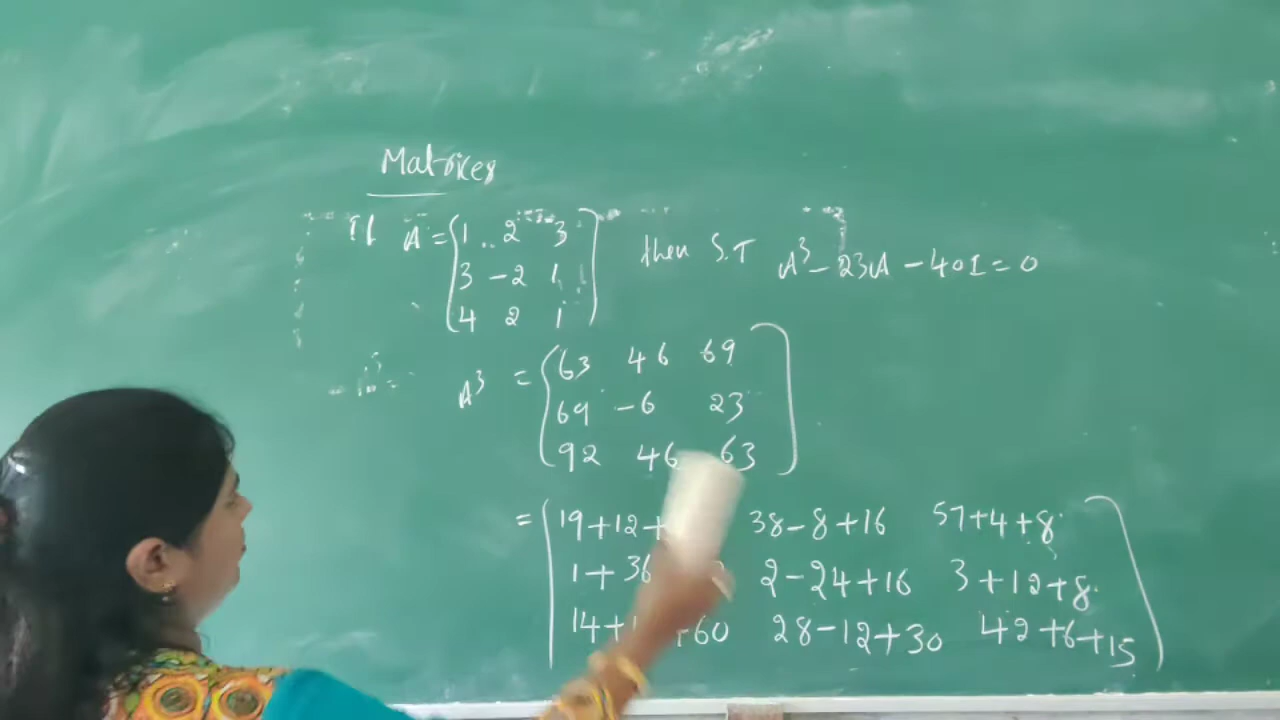 Matrices
If A = [1 2 3
then S.T A³ - 23A - 40I = 0
3 -2 1
4 2 1]
A³ = [63 46 69
69 -6 23
92 46 63]
= [19+12+ 38-8+16 57+4+8
1+36 2-24+16 3+12+8
14+ +60 28-12+30 42+6+15]